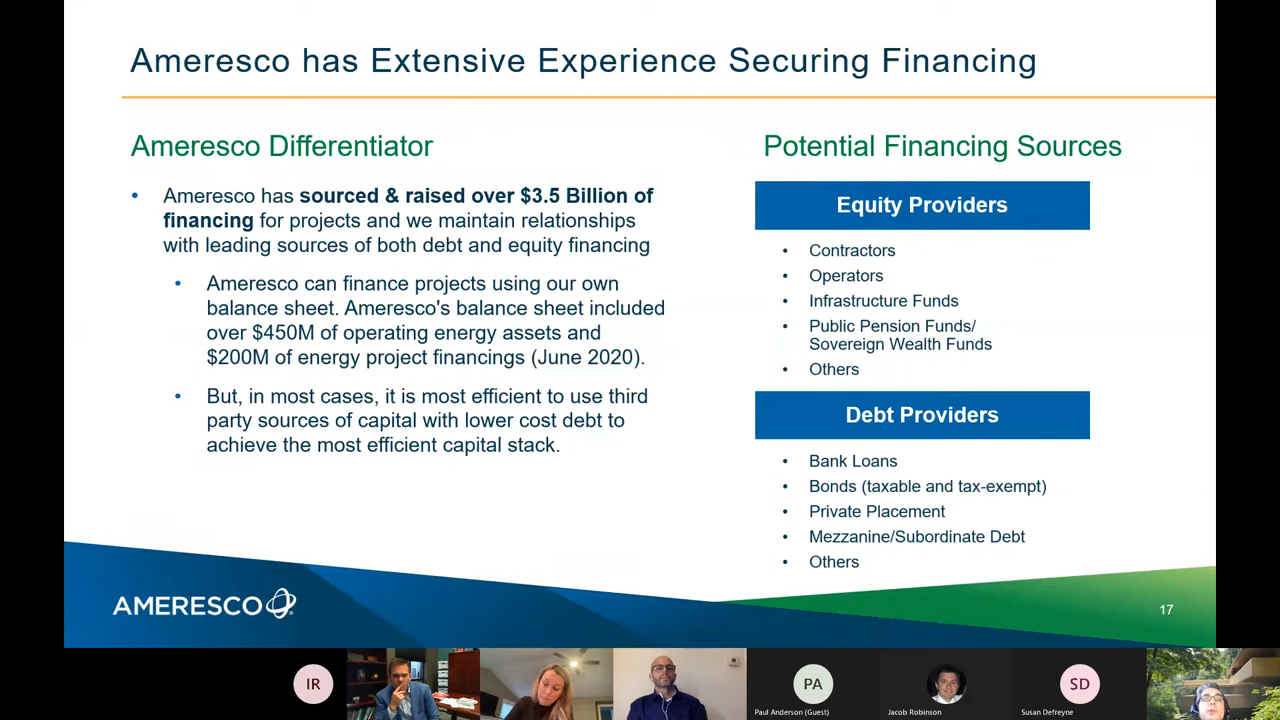 Ameresco has Extensive Experience Securing Financing
Ameresco Differentiator
• Ameresco has sourced & raised over $3.5 Billion of
financing for projects and we maintain relationships
with leading sources of both debt and equity financing
• Ameresco can finance projects using our own
balance sheet. Ameresco's balance sheet included
over $450M of operating energy assets and
$200M of energy project financings (June 2020).
• But, in most cases, it is most efficient to use third
party sources of capital with lower cost debt to
achieve the most efficient capital stack.
Potential Financing Sources
Equity Providers
• Contractors
• Operators
• Infrastructure Funds
• Public Pension Funds/
Sovereign Wealth Funds
• Others
Debt Providers
• Bank Loans
• Bonds (taxable and tax-exempt)
• Private Placement
• Mezzanine/Subordinate Debt
• Others
AMERESCO
17
IR
PA
Paul Anderson (Guest)
Jacob Robinson
SD
Susan Defreyne